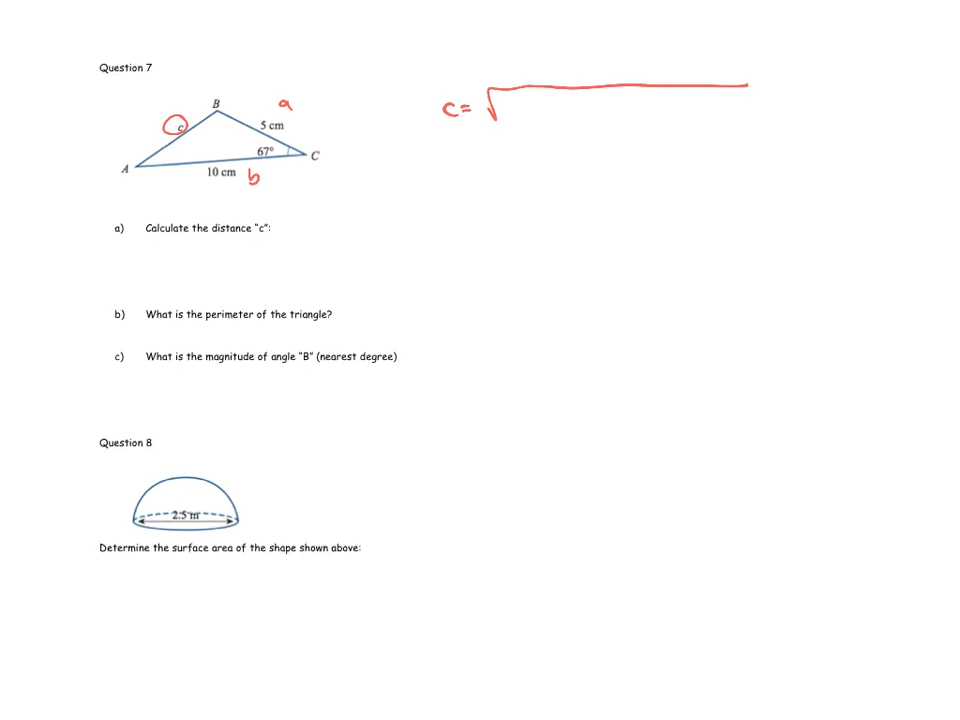 Question 7
B
a
c
5 cm
67°
C
A
10 cm
b
c=√
a) Calculate the distance "c":
b) What is the perimeter of the triangle?
c) What is the magnitude of angle "B" (nearest degree)
Question 8
2.5 m
Determine the surface area of the shape shown above: